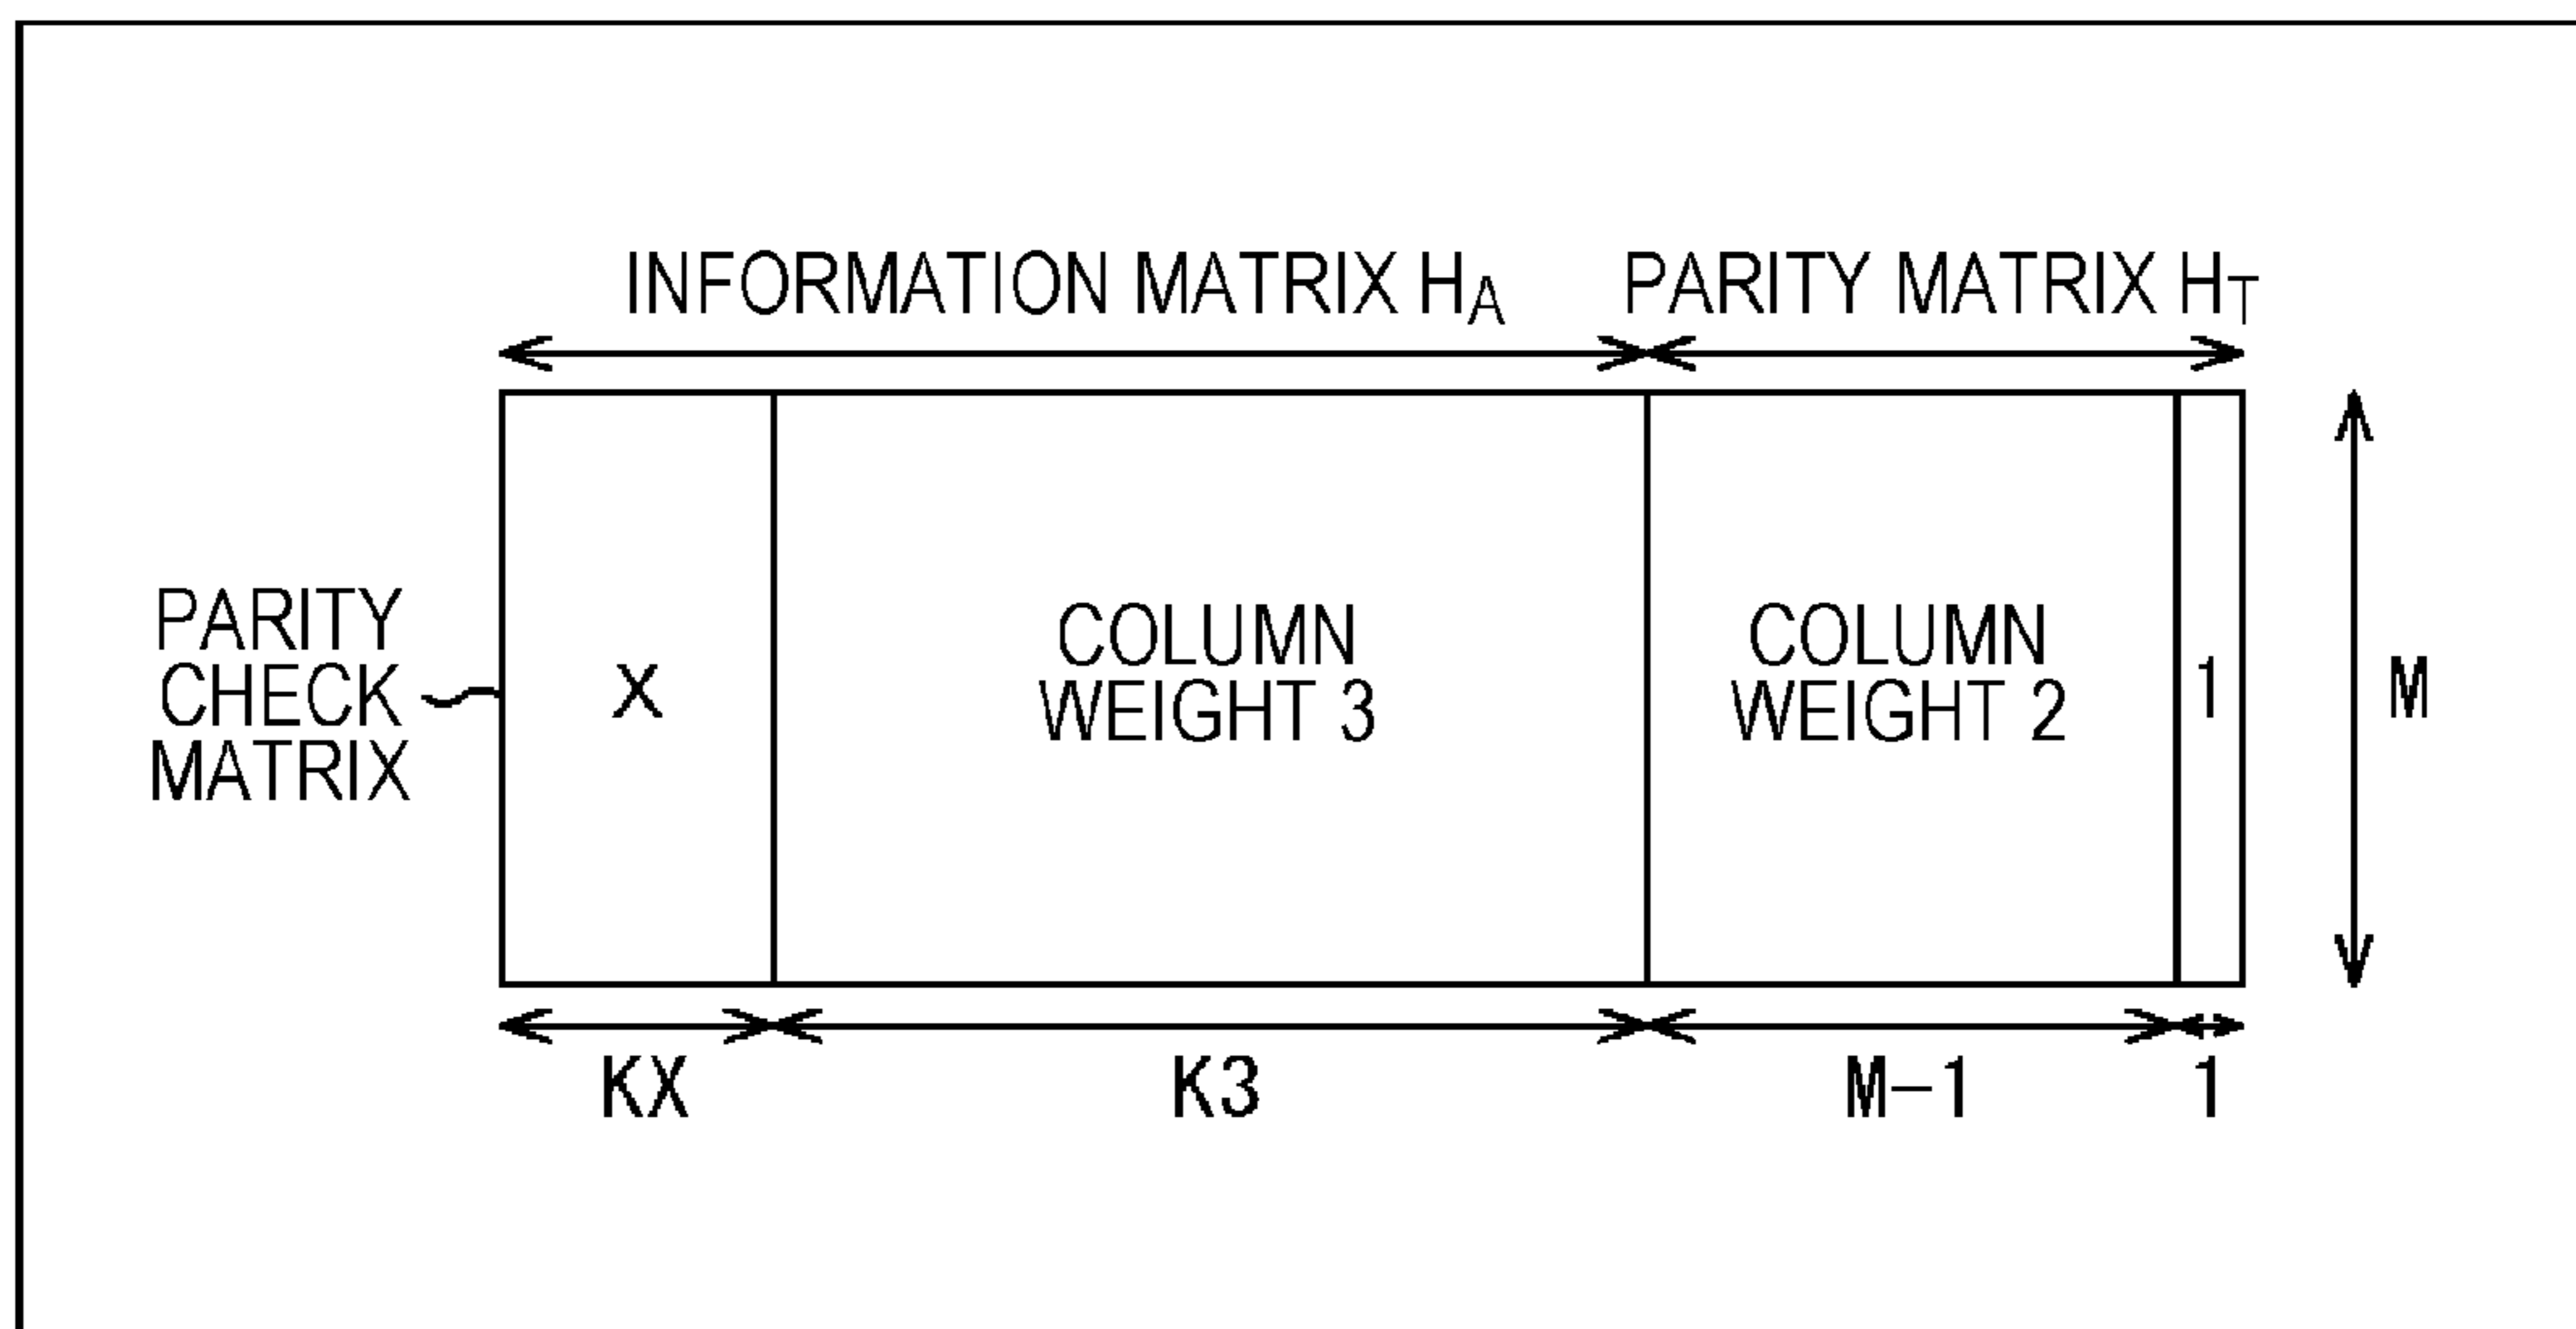 INFORMATION MATRIX HA PARITY MATRIX HT
PARITY
CHECK
MATRIX
X
COLUMN
WEIGHT 3
COLUMN
WEIGHT 2
1
M
KX K3 M-1 1